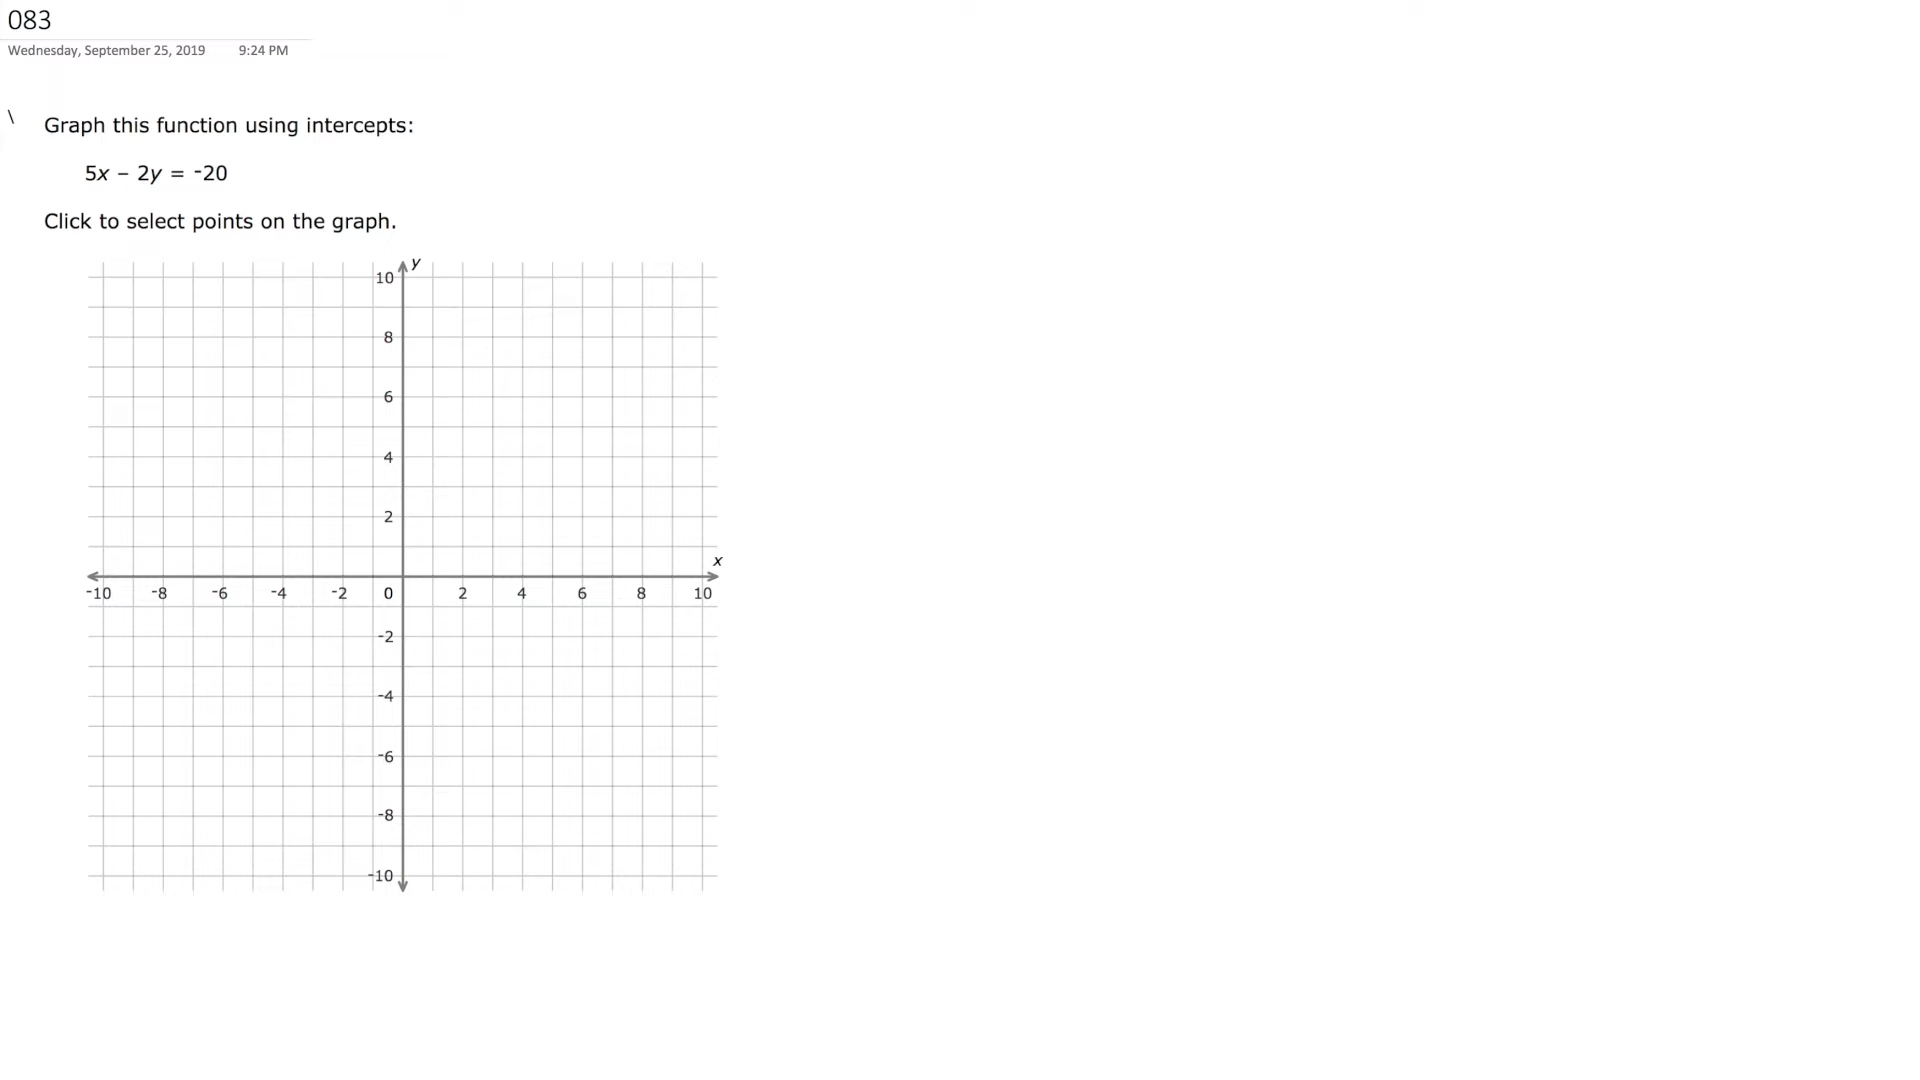 083
Wednesday, September 25, 2019 9:24 PM
\
Graph this function using intercepts:
5x – 2y = -20
Click to select points on the graph.
y
10
8
6
4
2
x
-10 -8 -6 -4 -2 0 2 4 6 8 10
-2
-4
-6
-8
-10